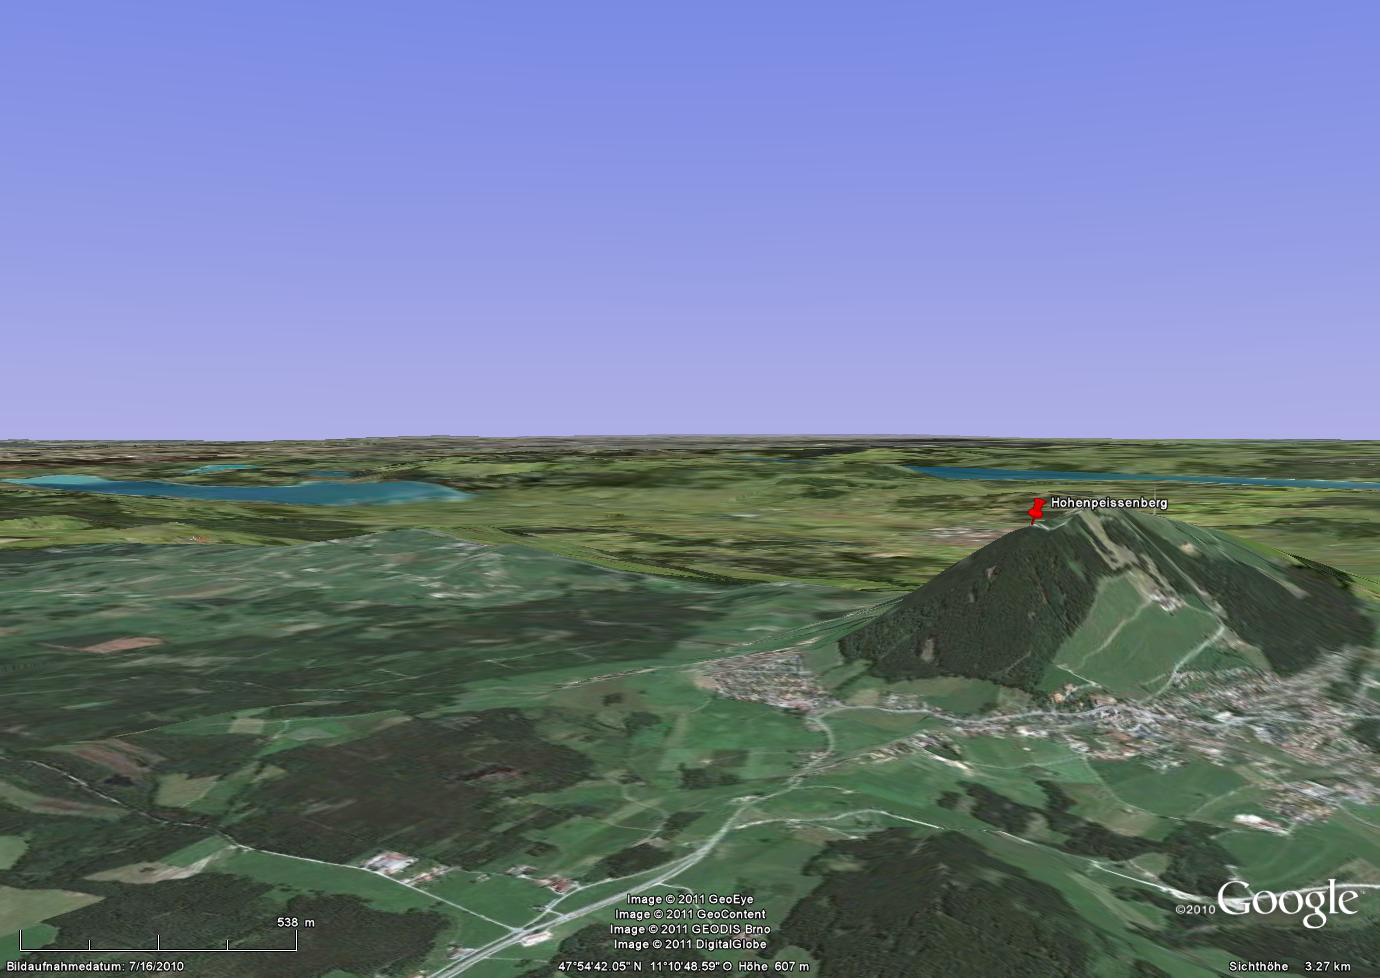 Hohenpeissenberg
Image © 2011 GeoEye
Image © 2011 GeoContent
Image © 2011 GEODIS Brno
Image © 2011 DigitalGlobe
©2010 Google
538 m
Bildaufnahmedatum: 7/16/2010
47°54'42.05" N 11°10'48.59" O Höhe 607 m
Sichthöhe 3.27 km